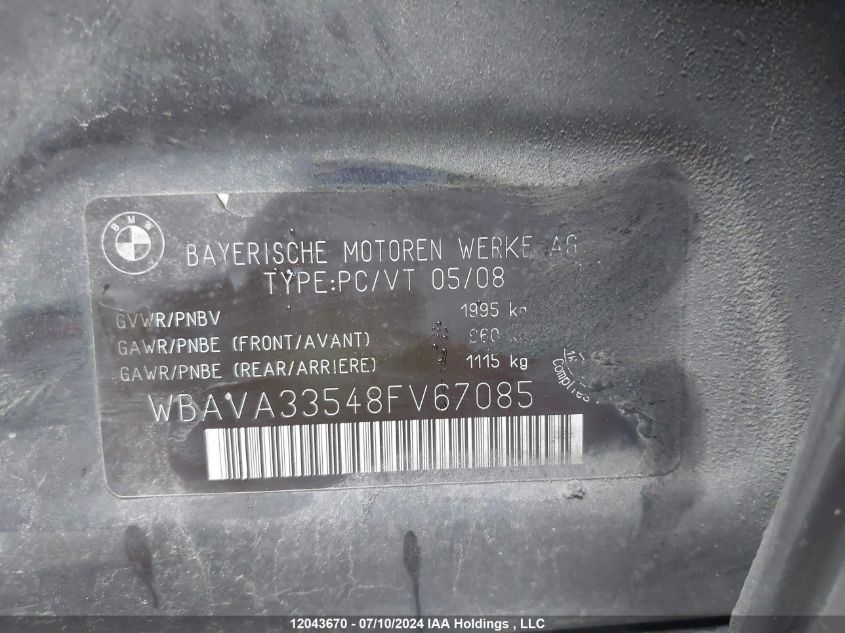 BMW
BAYERISCHE MOTOREN WERKE AG
TYPE:PC/VT 05/08
GVWR/PNBV 1995 kg
GAWR/PNBE (FRONT/AVANT)
GAWR/PNBE (REAR/ARRIERE) 1115 kg
WBAVA33548FV67085
12043670 - 07/10/2024 IAA Holdings , LLC